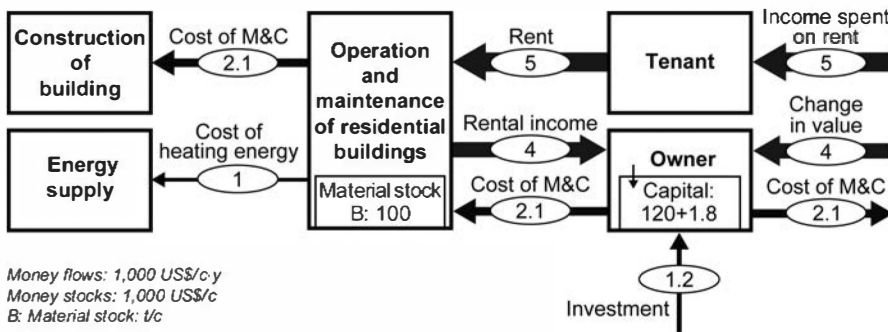 Construction
of
building
Cost of M&C
2.1
Operation
and
maintenance
of residential
buildings
Material stock
B: 100
Rent
5
Tenant
Income spent
on rent
5
Energy
supply
Cost of
heating energy
1
Rental income
4
Cost of M&C
2.1
Owner
Capital:
120+1.8
Change
in value
4
Cost of M&C
2.1
1.2
Investment
Money flows: 1,000 US$/c·y
Money stocks: 1,000 US$/c
B: Material stock: t/c